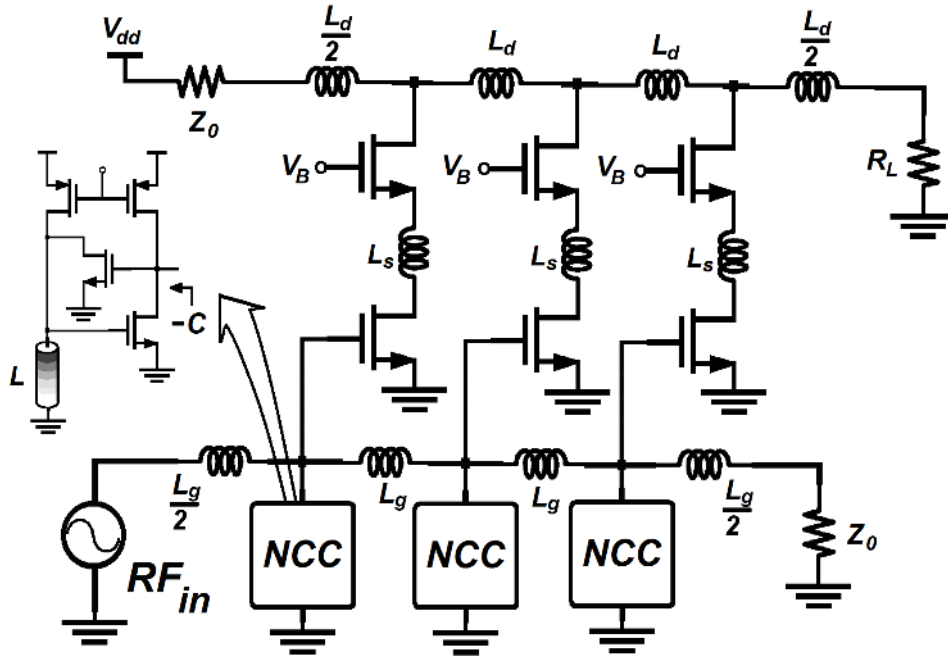 Vdd
Z0
Ld/2
Ld
Ld
Ld/2
RL
VB
VB
VB
Ls
Ls
Ls
-C
L
Lg/2
Lg
Lg
Lg/2
Z0
RFin
NCC
NCC
NCC